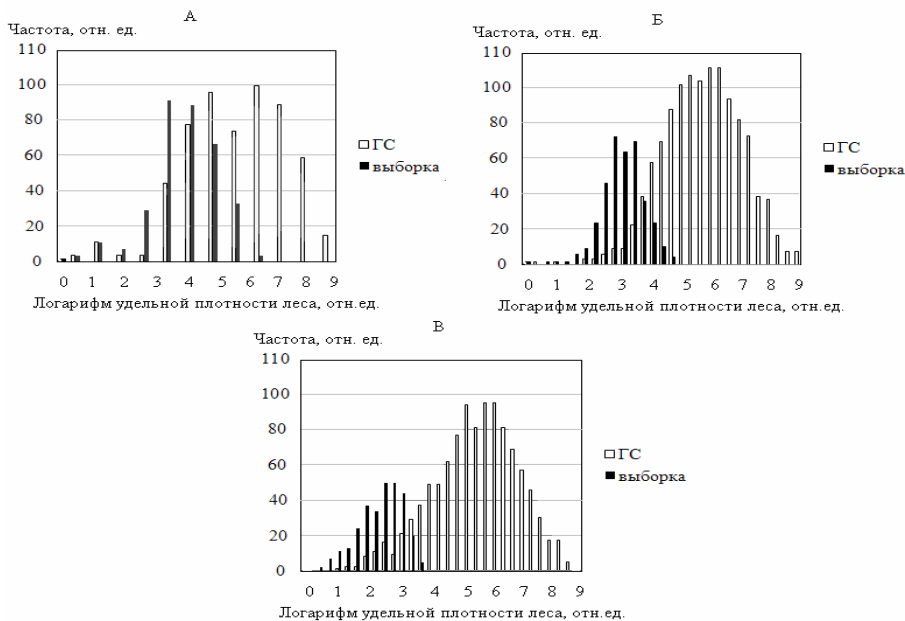 А
Частота, отн. ед.
110
100
80
60
40
20
0
0 1 2 3 4 5 6 7 8 9
Логарифм удельной плотности леса, отн.ед.
ГС
выборка
Б
Частота, отн. ед.
110
100
80
60
40
20
0
0 1 2 3 4 5 6 7 8 9
Логарифм удельной плотности леса, отн.ед.
ГС
выборка
В
Частота, отн. ед.
110
100
80
60
40
20
0
0 1 2 3 4 5 6 7 8 9
Логарифм удельной плотности леса, отн.ед.
ГС
выборка